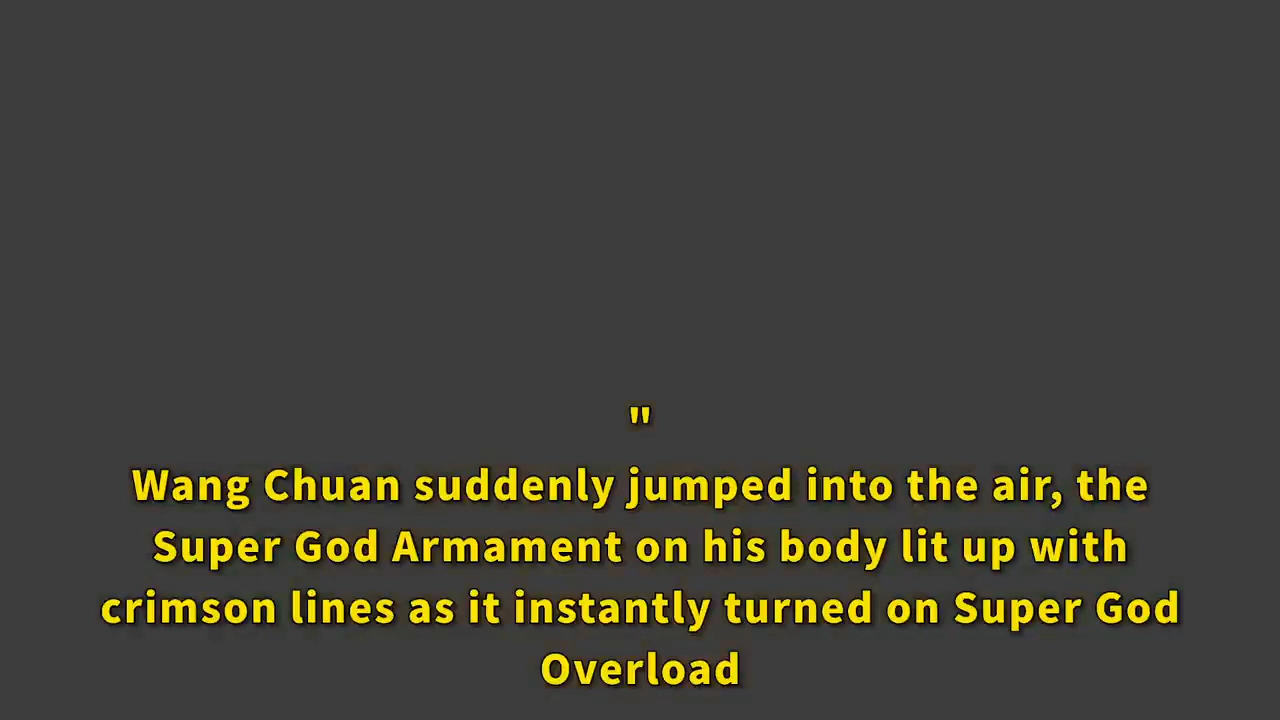 "
Wang Chuan suddenly jumped into the air, the
Super God Armament on his body lit up with
crimson lines as it instantly turned on Super God
Overload